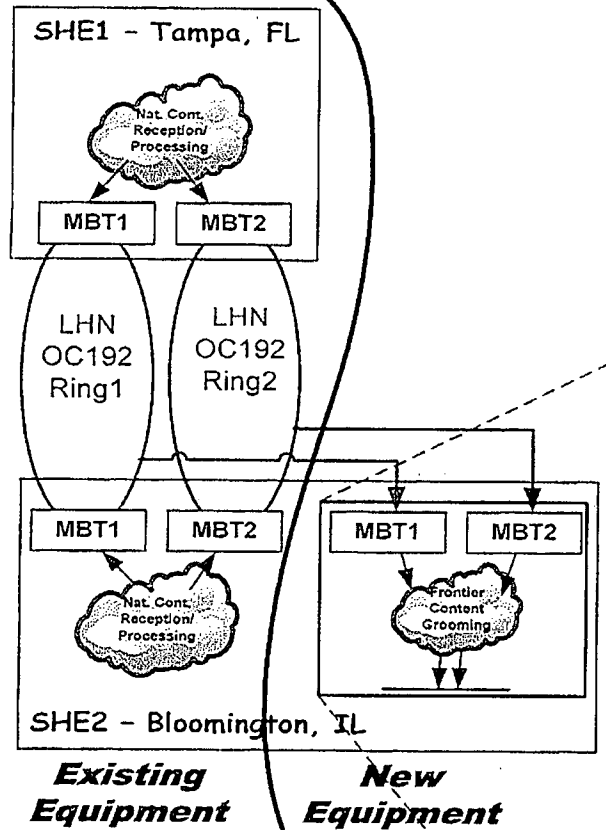 SHE1 - Tampa, FL
Nat. Cont.
Reception/
Processing
MBT1
MBT2
LHN
OC192
Ring1
LHN
OC192
Ring2
MBT1
MBT2
Nat. Cont.
Reception/
Processing
MBT1
MBT2
Frontier
Content
Grooming
SHE2 - Bloomington, IL
Existing
Equipment
New
Equipment